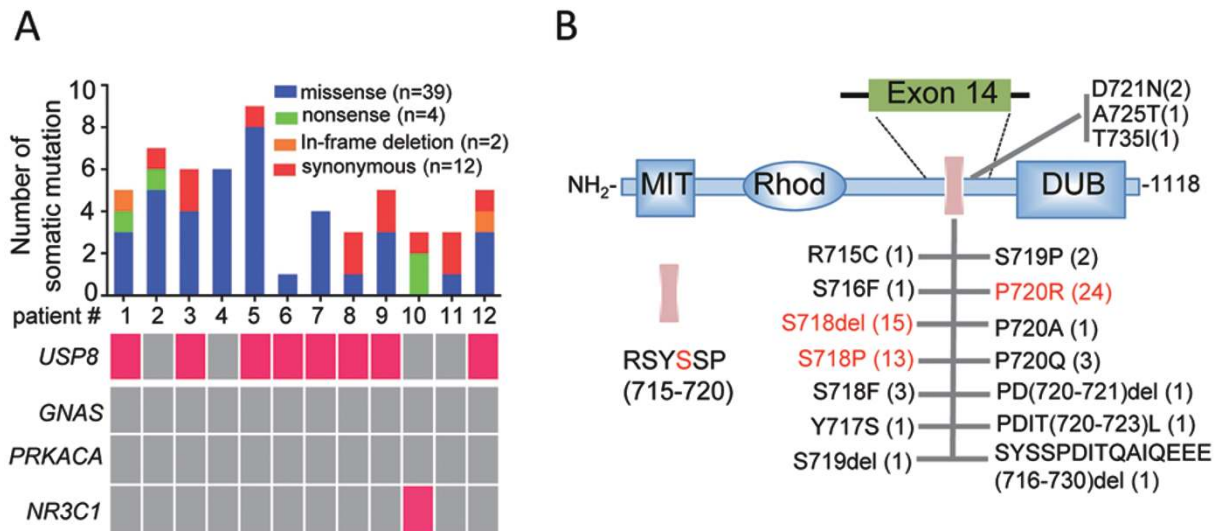 A
Number of
somatic mutation
10
8
6
4
2
0
missense (n=39)
nonsense (n=4)
In-frame deletion (n=2)
synonymous (n=12)
patient # 1 2 3 4 5 6 7 8 9 10 11 12
USP8
GNAS
PRKACA
NR3C1
B
Exon 14
D721N(2)
A725T(1)
T735I(1)
NH2- MIT Rhod DUB -1118
RSYSSP
(715-720)
R715C (1)
S716F (1)
S718del (15)
S718P (13)
S718F (3)
Y717S (1)
S719del (1)
S719P (2)
P720R (24)
P720A (1)
P720Q (3)
PD(720-721)del (1)
PDIT(720-723)L (1)
SYSSPDITQAIQEEE
(716-730)del (1)